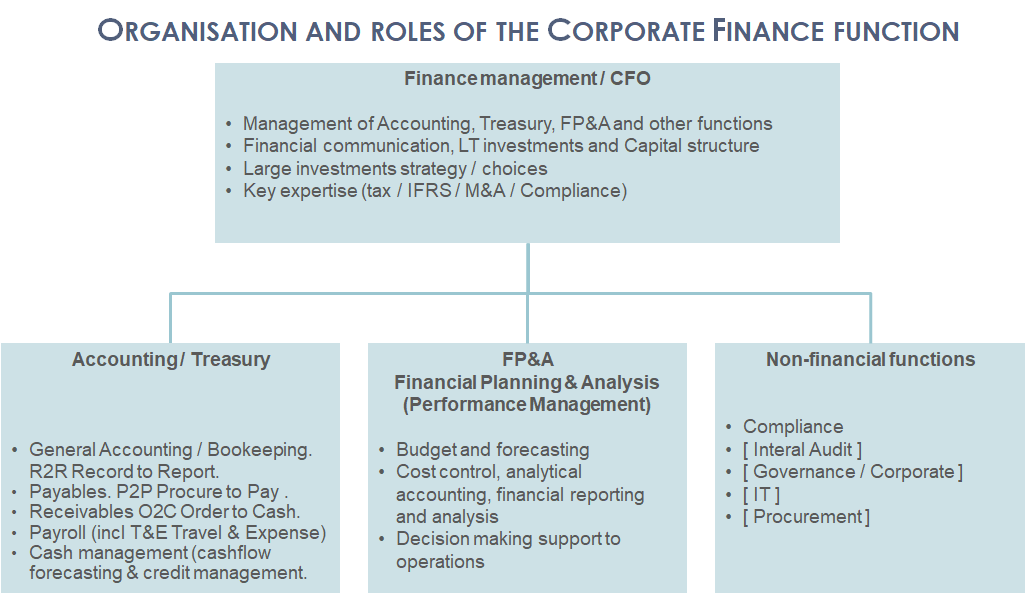 ORGANISATION AND ROLES OF THE CORPORATE FINANCE FUNCTION
Finance management / CFO
• Management of Accounting, Treasury, FP&A and other functions
• Financial communication, LT investments and Capital structure
• Large investments strategy / choices
• Key expertise (tax / IFRS / M&A / Compliance)
Accounting / Treasury
• General Accounting / Bookeping.
R2R Record to Report.
• Payables. P2P Procure to Pay .
• Receivables O2C Order to Cash.
• Payroll (incl T&E Travel & Expense)
• Cash management (cashflow
forecasting & credit management.
FP&A
Financial Planning & Analysis
(Performance Management)
• Budget and forecasting
• Cost control, analytical
accounting, financial reporting
and analysis
• Decision making support to
operations
Non-financial functions
• Compliance
• [ Interal Audit ]
• [ Governance / Corporate ]
• [ IT ]
• [ Procurement ]